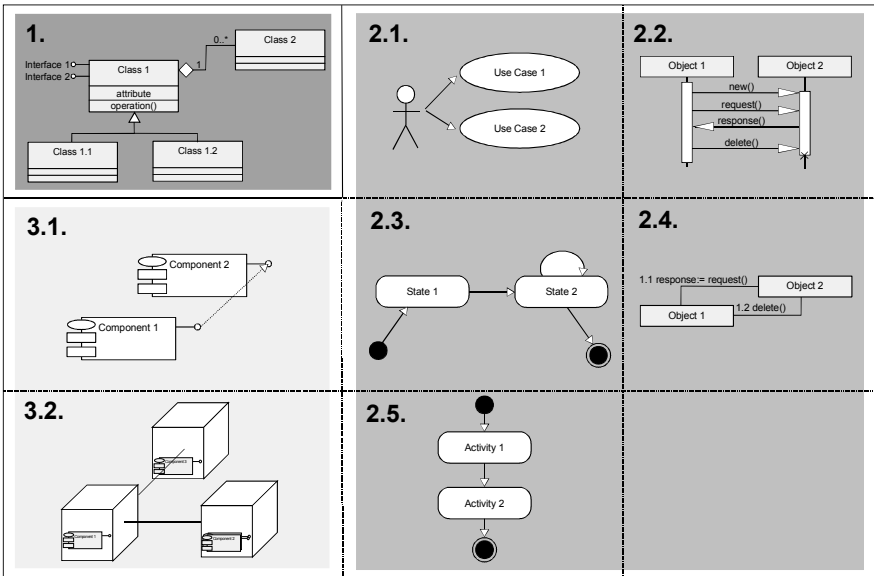 1.
0..*
Class 2
Interface 1
Interface 2
Class 1
1
attribute
operation()
Class 1.1
Class 1.2
2.1.
Use Case 1
Use Case 2
2.2.
Object 1
Object 2
new()
request()
response()
delete()
3.1.
Component 2
Component 1
2.3.
State 1
State 2
2.4.
1.1 response:= request()
Object 2
Object 1
1.2 delete()
3.2.
Component 1
2.5.
Activity 1
Activity 2